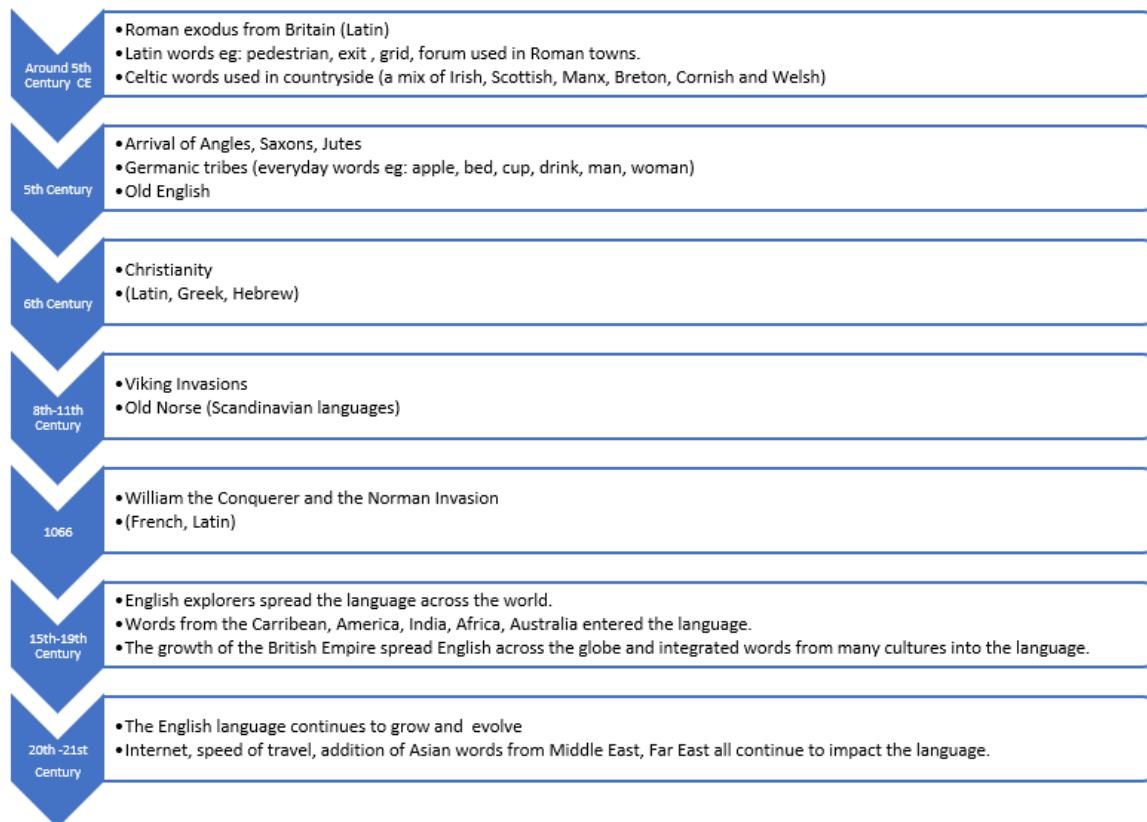 Around 5th
Century CE
•Roman exodus from Britain (Latin)
•Latin words eg: pedestrian, exit , grid, forum used in Roman towns.
•Celtic words used in countryside (a mix of Irish, Scottish, Manx, Breton, Cornish and Welsh)
5th Century
•Arrival of Angles, Saxons, Jutes
•Germanic tribes (everyday words eg: apple, bed, cup, drink, man, woman)
•Old English
6th Century
•Christianity
•(Latin, Greek, Hebrew)
8th-11th
Century
•Viking Invasions
•Old Norse (Scandinavian languages)
1066
•William the Conquerer and the Norman Invasion
•(French, Latin)
15th-19th
Century
•English explorers spread the language across the world.
•Words from the Carribean, America, India, Africa, Australia entered the language.
•The growth of the British Empire spread English across the globe and integrated words from many cultures into the language.
20th -21st
Century
•The English language continues to grow and  evolve
•Internet, speed of travel, addition of Asian words from Middle East, Far East all continue to impact the language.